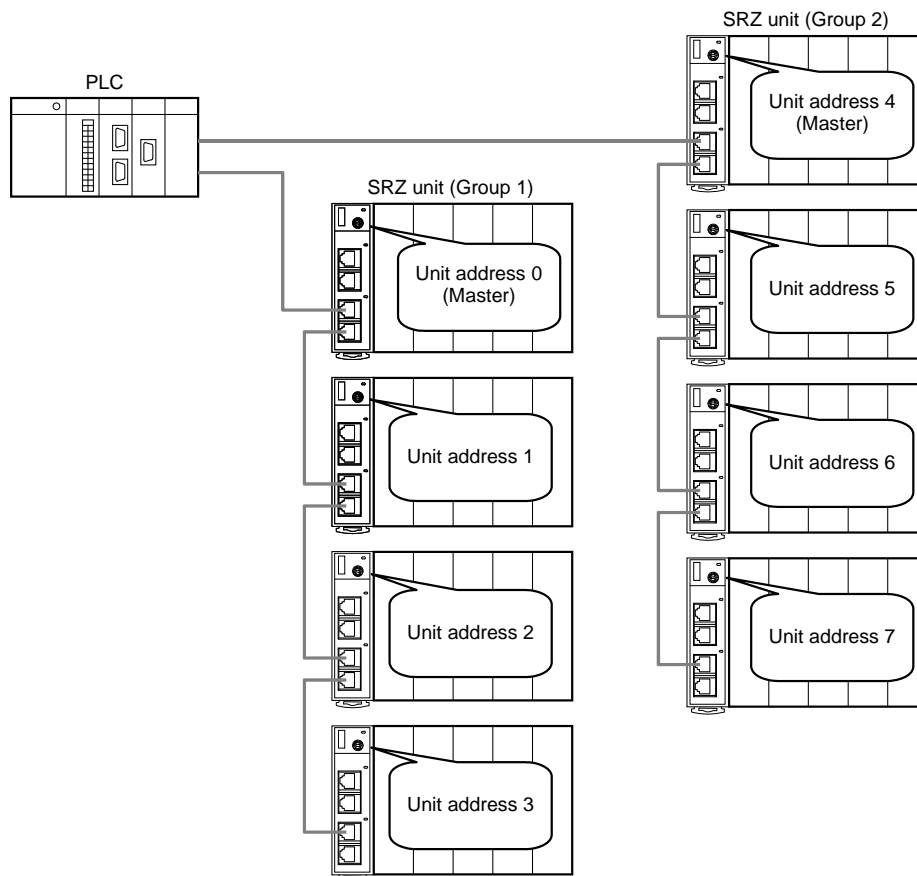 PLC
SRZ unit (Group 1)
Unit address 0
(Master)
Unit address 1
Unit address 2
Unit address 3
SRZ unit (Group 2)
Unit address 4
(Master)
Unit address 5
Unit address 6
Unit address 7